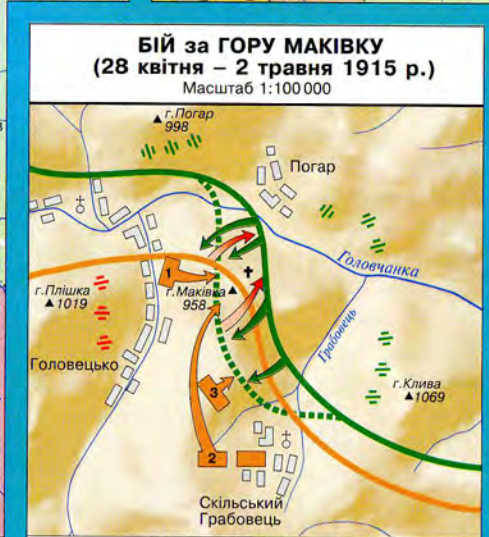 БІЙ за ГОРУ МАКІВКУ
(28 квітня – 2 травня 1915 р.)
Масштаб 1:100 000
г.Погар
998
Погар
Головчанка
1
г.Маківка
958
г.Плішка
1019
Грабовець
Головецько
г.Клива
1069
3
2
Скільський
Грабовець